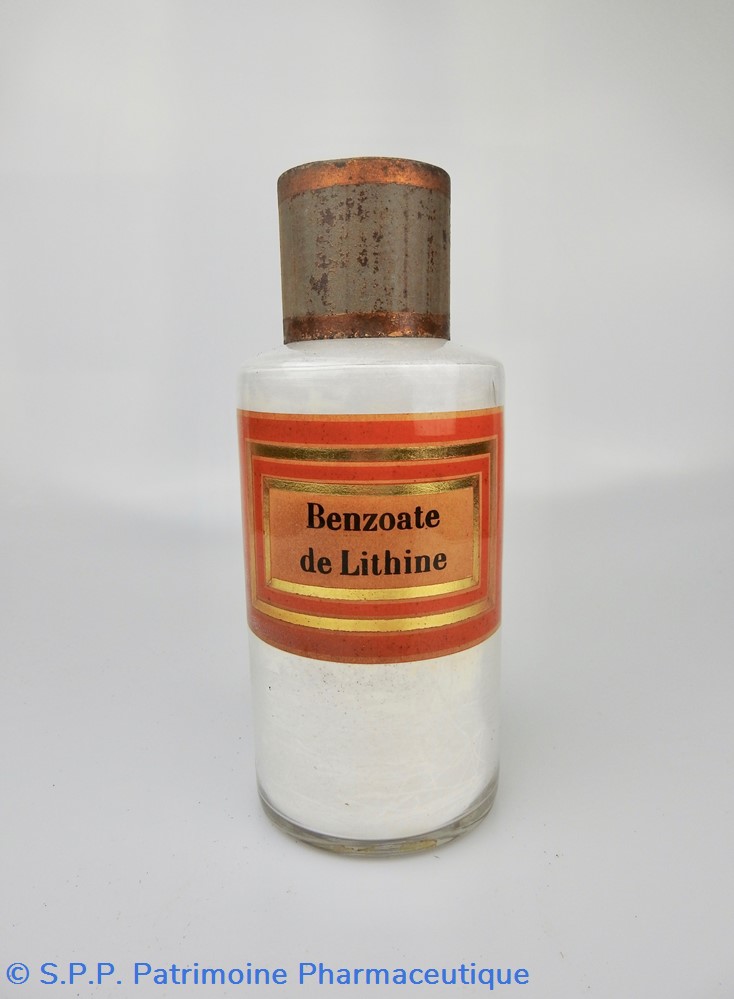 Benzoate
de Lithine
© S.P.P. Patrimoine Pharmaceutique